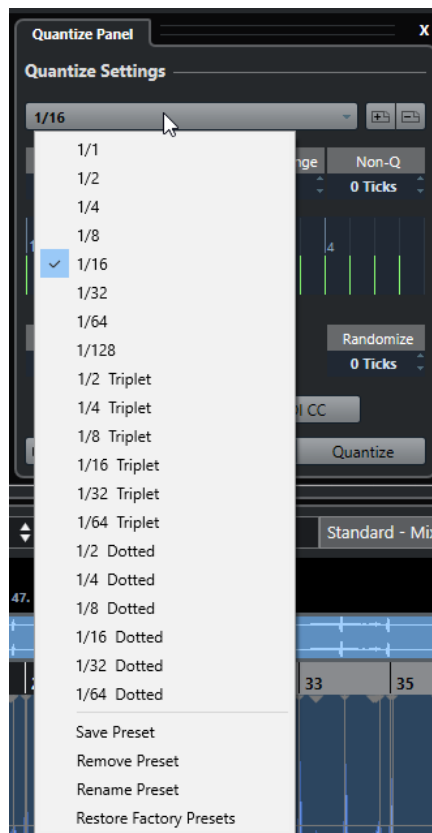 Quantize Panel
X
Quantize Settings
1/16
1/1
1/2
1/4
1/8
1/16
1/32
1/64
1/128
1/2 Triplet
1/4 Triplet
1/8 Triplet
1/16 Triplet
1/32 Triplet
1/64 Triplet
1/2 Dotted
1/4 Dotted
1/8 Dotted
1/16 Dotted
1/32 Dotted
1/64 Dotted
Save Preset
Remove Preset
Rename Preset
Restore Factory Presets
Non-Q
0 Ticks
4
Randomize
0 Ticks
CC
Quantize
Standard - Mi
47.
33
35